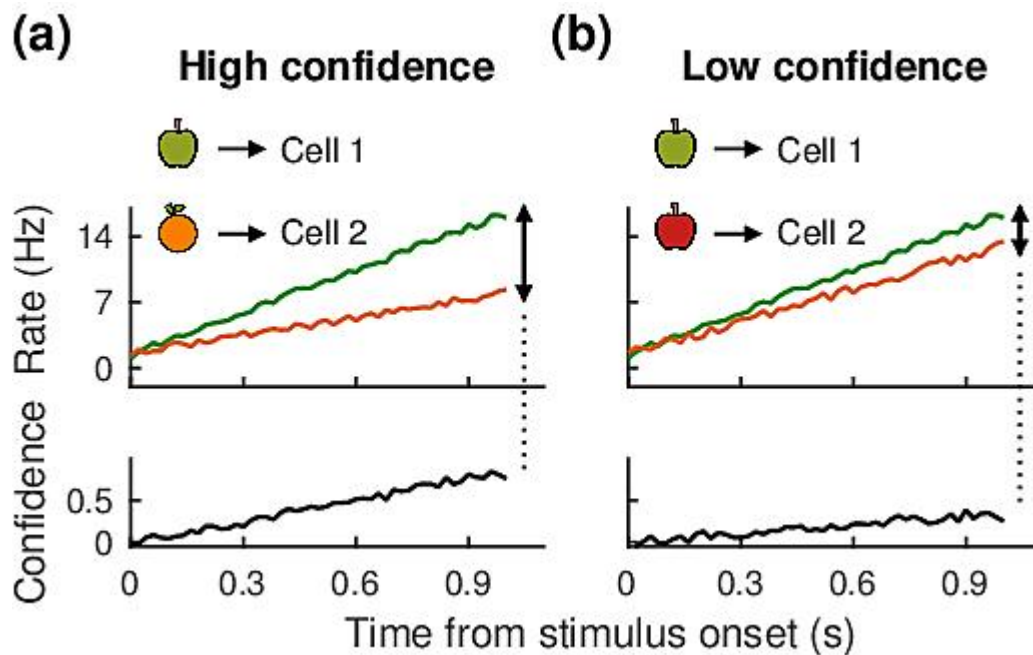 (a)
High confidence
Cell 1
Cell 2
Rate (Hz)
14
7
0
Confidence
0.5
0
0 0.3 0.6 0.9
(b)
Low confidence
Cell 1
Cell 2
0 0.3 0.6 0.9
Time from stimulus onset (s)